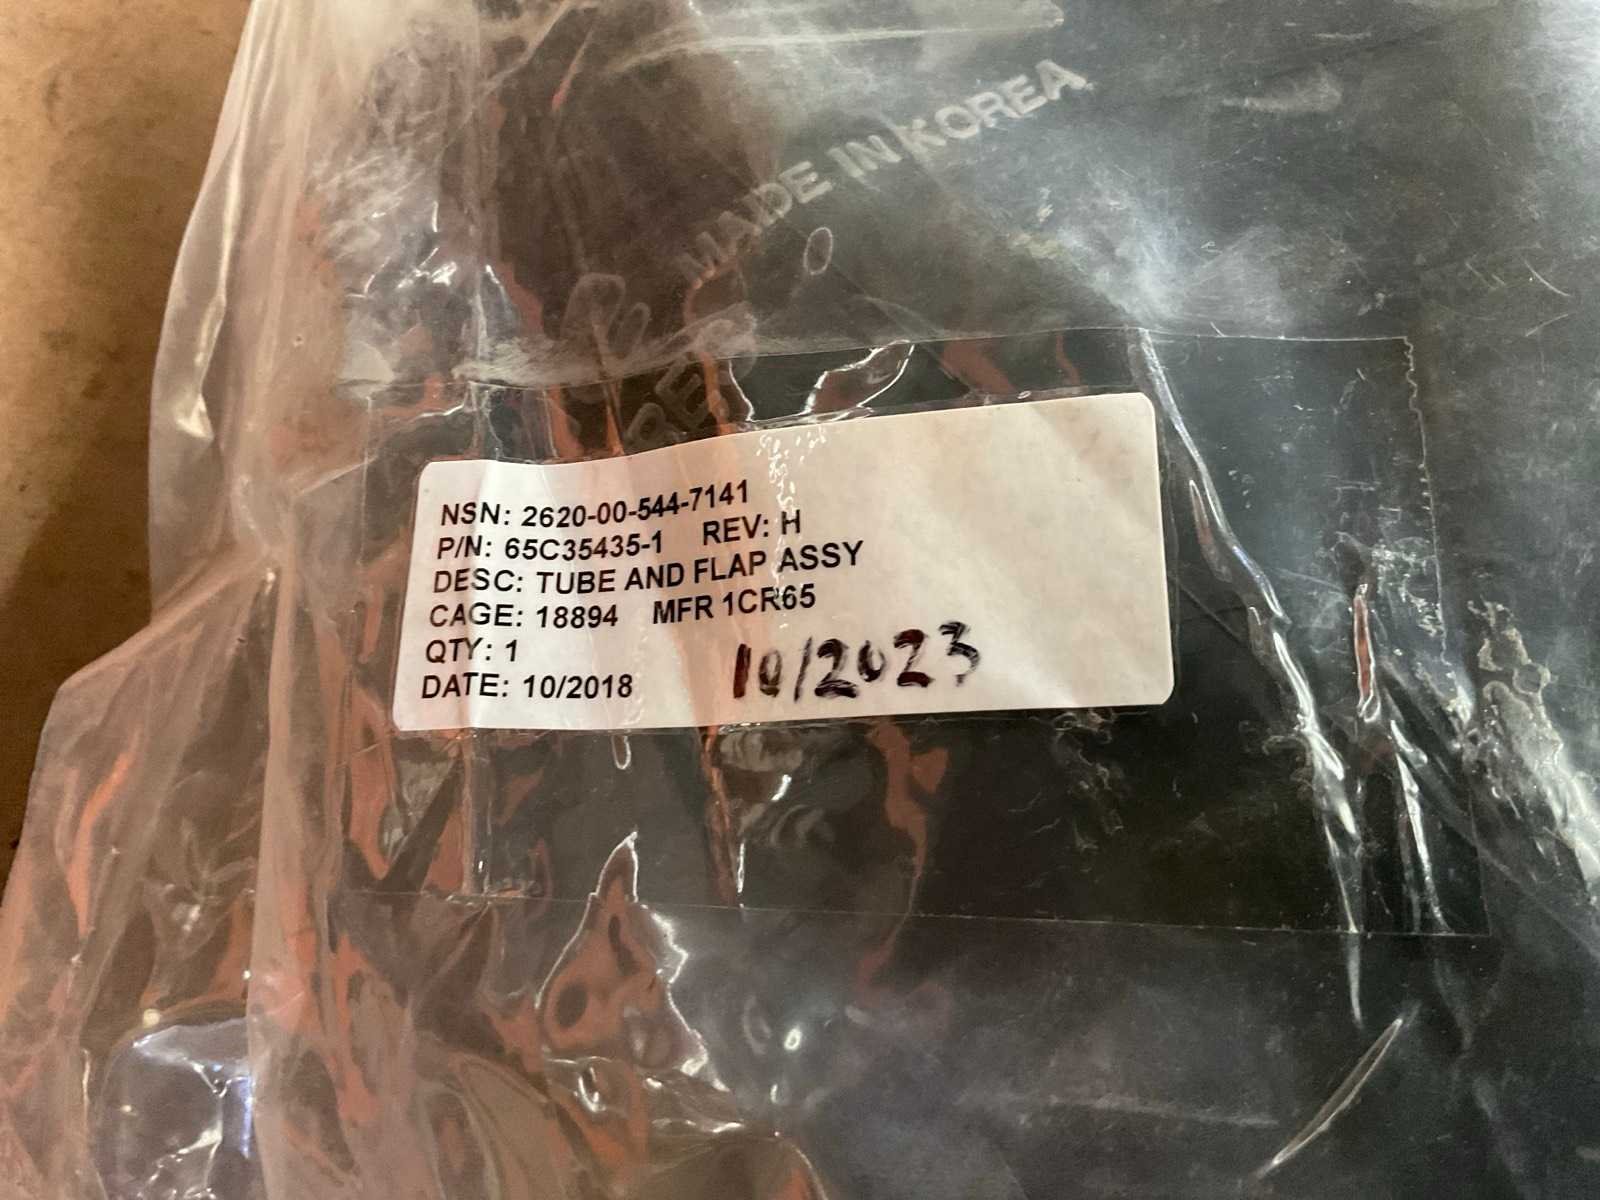 MADE IN KOREA
NSN: 2620-00-544-7141
P/N: 65C35435-1 REV: H
DESC: TUBE AND FLAP ASSY
CAGE: 18894 MFR 1CR65
QTY: 1
DATE: 10/2018 10/2023